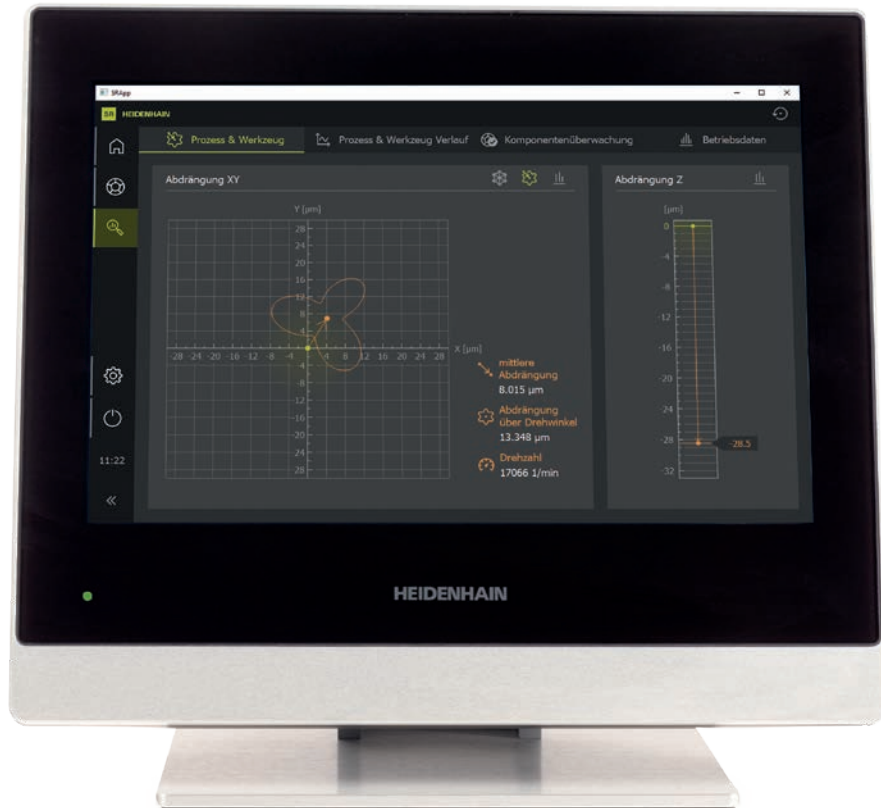 SRApp
SR HEIDENHAIN
Prozess & Werkzeug
Prozess & Werkzeug Verlauf
Komponentenüberwachung
Betriebsdaten
Abdrängung XY
Y [µm]
28
24
20
16
12
8
4
-28 -24 -20 -16 -12 -8 -4 4 8 12 16 20 24 28
X [µm]
-4
-8
-12
-16
-20
24
28
mittlere
Abdrängung
8.015 µm
Abdrängung
über Drehwinkel
13.348 µm
Drehzahl
17066 1/min
Abdrängung Z
[µm]
0
-4
-8
-12
-16
-20
-24
-28
-28.5
-32
11:22
HEIDENHAIN